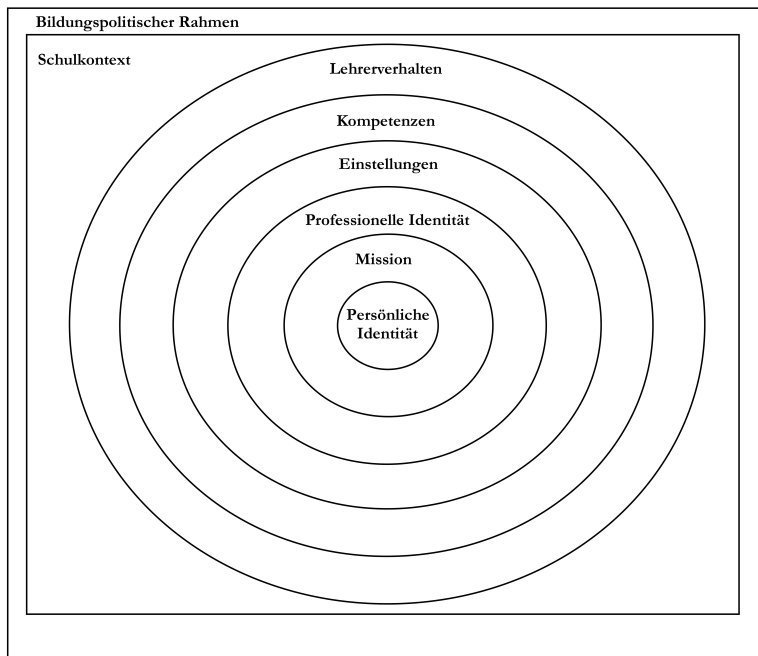 Bildungspolitischer Rahmen
Schulkontext
Lehrerverhalten
Kompetenzen
Einstellungen
Professionelle Identität
Mission
Persönliche
Identität